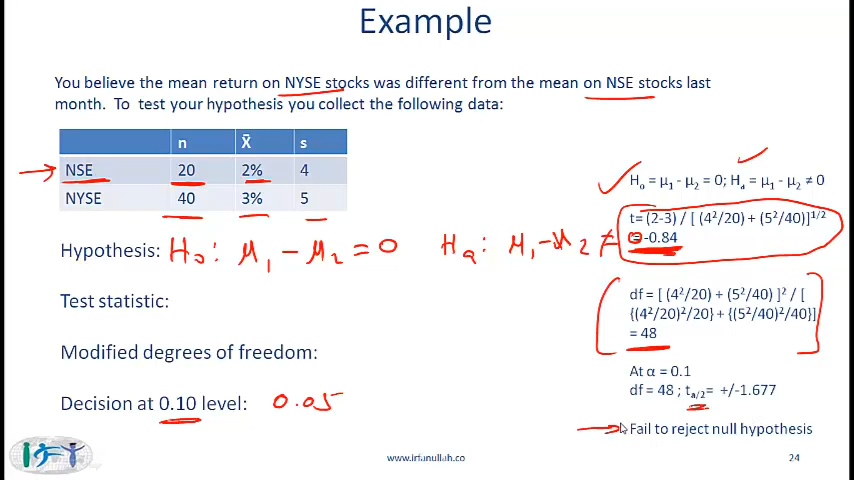 Example
You believe the mean return on NYSE stocks was different from the mean on NSE stocks last
month. To test your hypothesis you collect the following data:
n X̄ s
NSE 20 2% 4
NYSE 40 3% 5
Hypothesis: H₀: μ₁ - μ₂ = 0 Hₐ: μ₁ - μ₂ ≠ 0
Test statistic:
Modified degrees of freedom:
Decision at 0.10 level: 0.05
Hₒ = μ₁ - μ₂ = 0; Hₐ = μ₁ - μ₂ ≠ 0
t= (2-3) / [ (4²/20) + (5²/40)]¹/²
= -0.84
df = [ (4²/20) + (5²/40) ]² / [
{(4²/20)²/20} + {(5²/40)²/40}]
= 48
At α = 0.1
df = 48 ; tₐ/₂= +/-1.677
Fail to reject null hypothesis
www.irfanullah.co
24